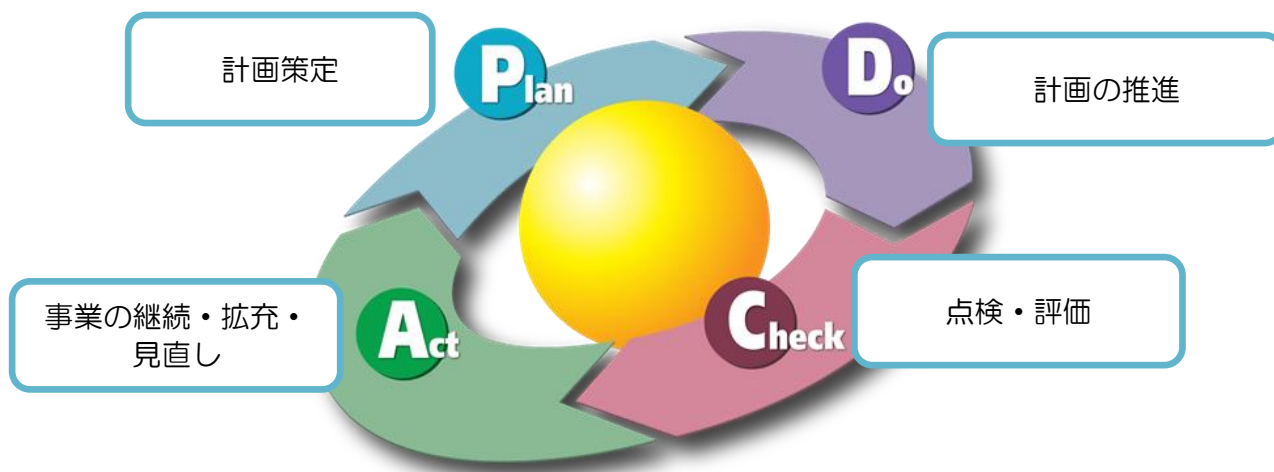 計画策定
Plan
Do
計画の推進
事業の継続・拡充・
見直し
Act
Check
点検・評価